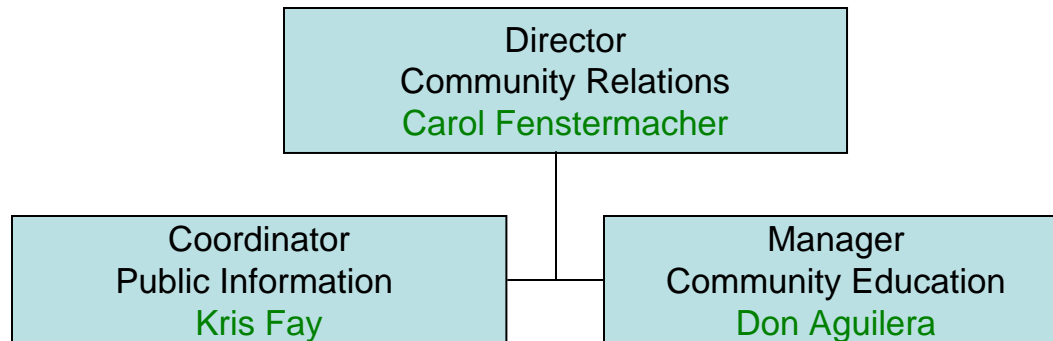 Director
Community Relations
Carol Fenstermacher
Coordinator
Public Information
Kris Fay
Manager
Community Education
Don Aguilera